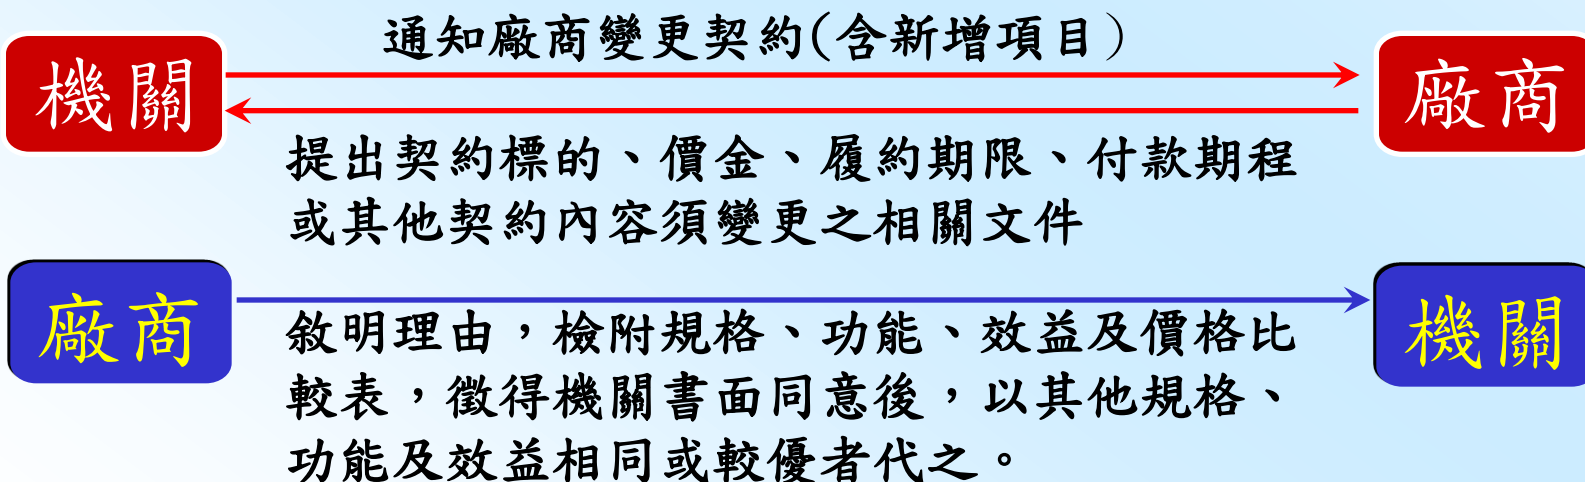 通知廠商變更契約(含新增項目)
機關
廠商
提出契約標的、價金、履約期限、付款期程
或其他契約內容須變更之相關文件
廠商
機關
敘明理由，檢附規格、功能、效益及價格比
較表，徵得機關書面同意後，以其他規格、
功能及效益相同或較優者代之。